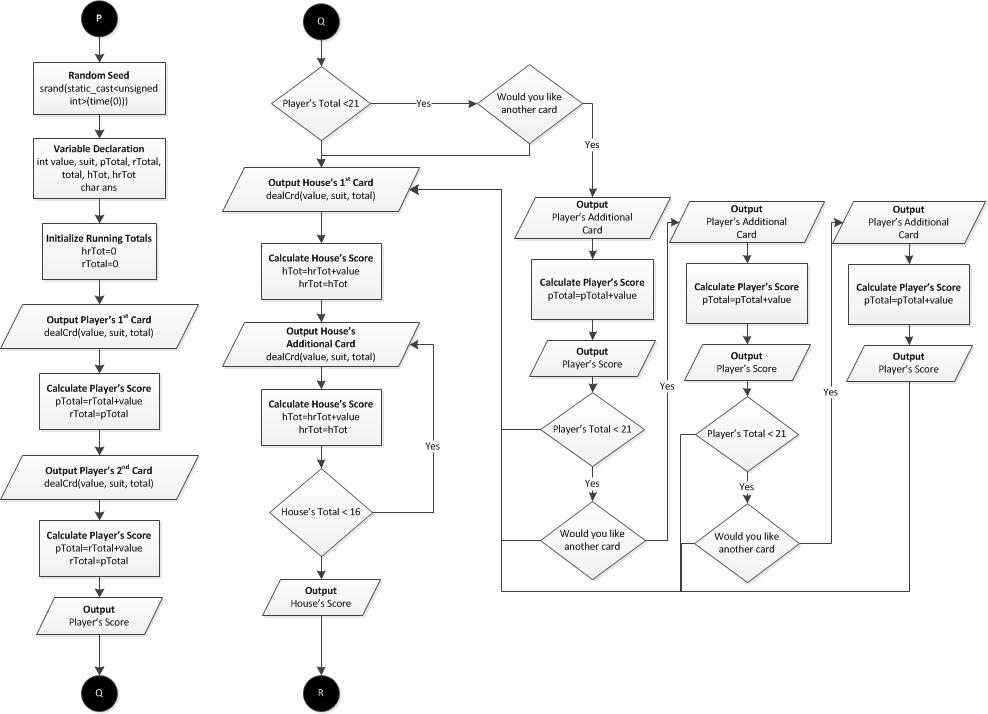 P
Random Seed
srand(static_cast<unsigned
int>(time(0)))
Variable Declaration
int value, suit, pTotal, rTotal,
total, hTot, hrTot
char ans
Initialize Running Totals
hrTot=0
rTotal=0
Output Player's 1st Card
dealCrd(value, suit, total)
Calculate Player's Score
pTotal=rTotal+value
rTotal=pTotal
Output Player's 2nd Card
dealCrd(value, suit, total)
Calculate Player's Score
pTotal=rTotal+value
rTotal=pTotal
Output
Player's Score
Q
Q
Player's Total <21
Yes
Would you like
another card
Yes
Output House's 1st Card
dealCrd(value, suit, total)
Calculate House's Score
hTot=hrTot+value
hrTot=hTot
Output House's
Additional Card
dealCrd(value, suit, total)
Calculate House's Score
hTot=hrTot+value
hrTot=hTot
Yes
House's Total < 16
Output
House's Score
R
Output
Player's Additional
Card
Calculate Player's Score
pTotal=pTotal+value
Output
Player's Score
Player's Total < 21
Yes
Would you like
another card
Yes
Output
Player's Additional
Card
Calculate Player's Score
pTotal=pTotal+value
Output
Player's Score
Player's Total < 21
Yes
Would you like
another card
Yes
Output
Player's Additional
Card
Calculate Player's Score
pTotal=pTotal+value
Output
Player's Score